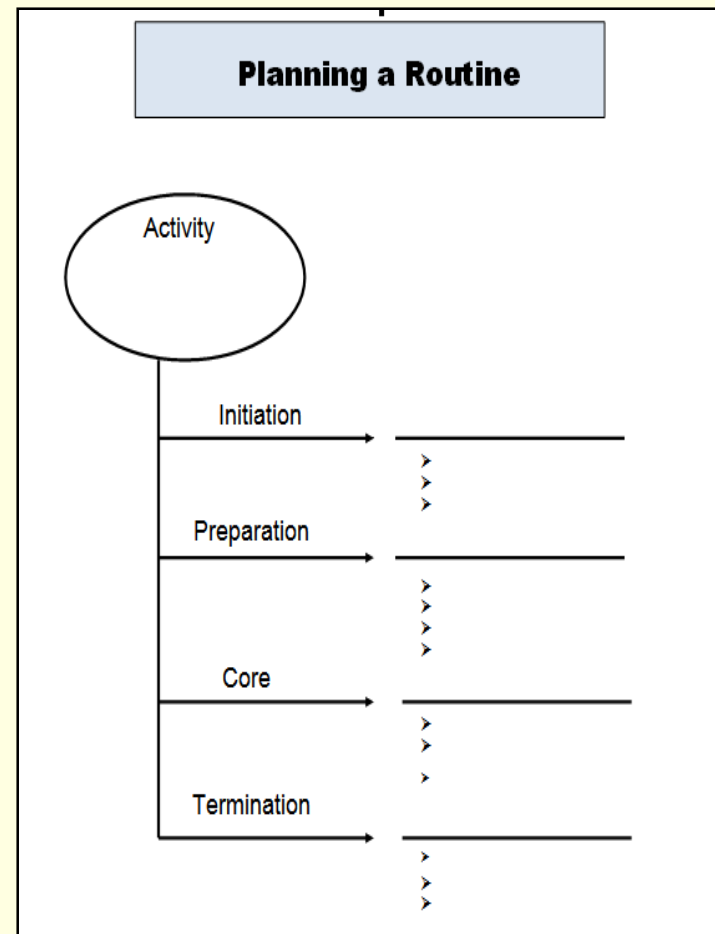 Planning a Routine
Activity
Initiation
Preparation
Core
Termination